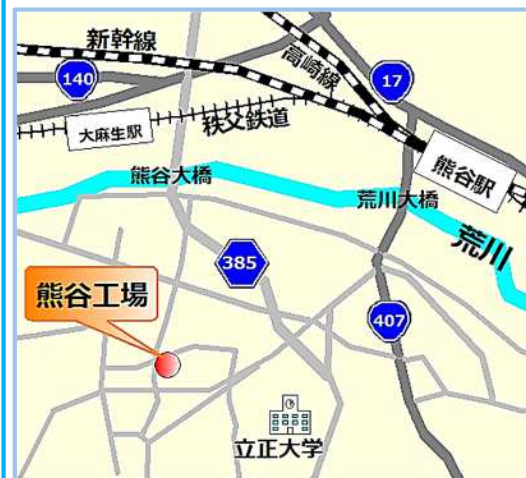 新幹線
高崎線
140
17
大麻生駅
秩父鉄道
熊谷駅
熊谷大橋
荒川大橋
荒川
385
熊谷工場
407
立正大学